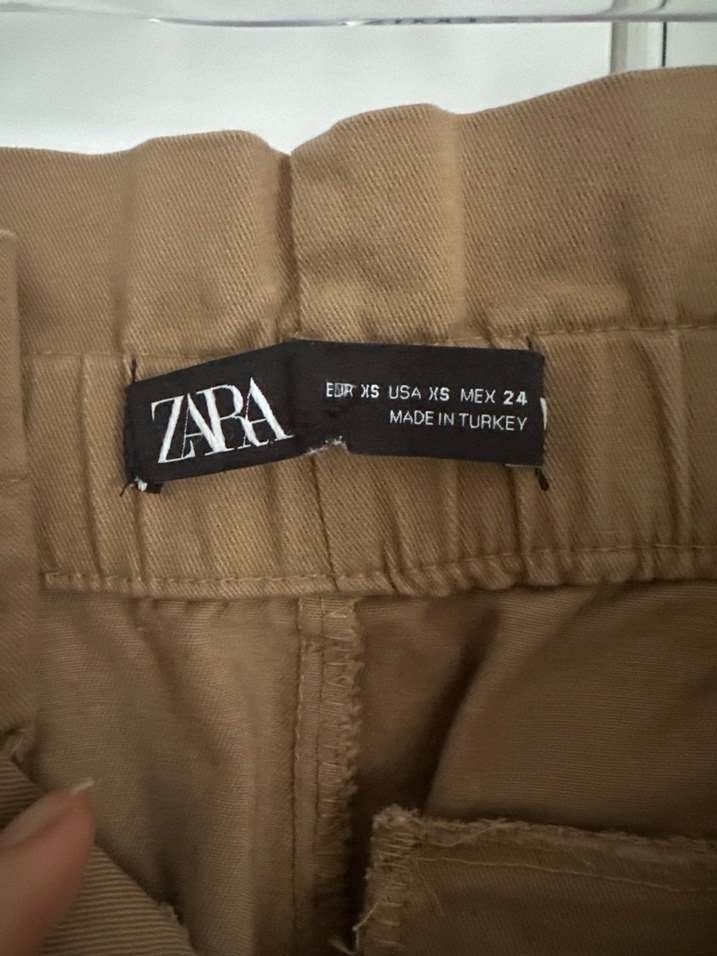 ZARA
EUR XS USA XS MEX 24
MADE IN TURKEY